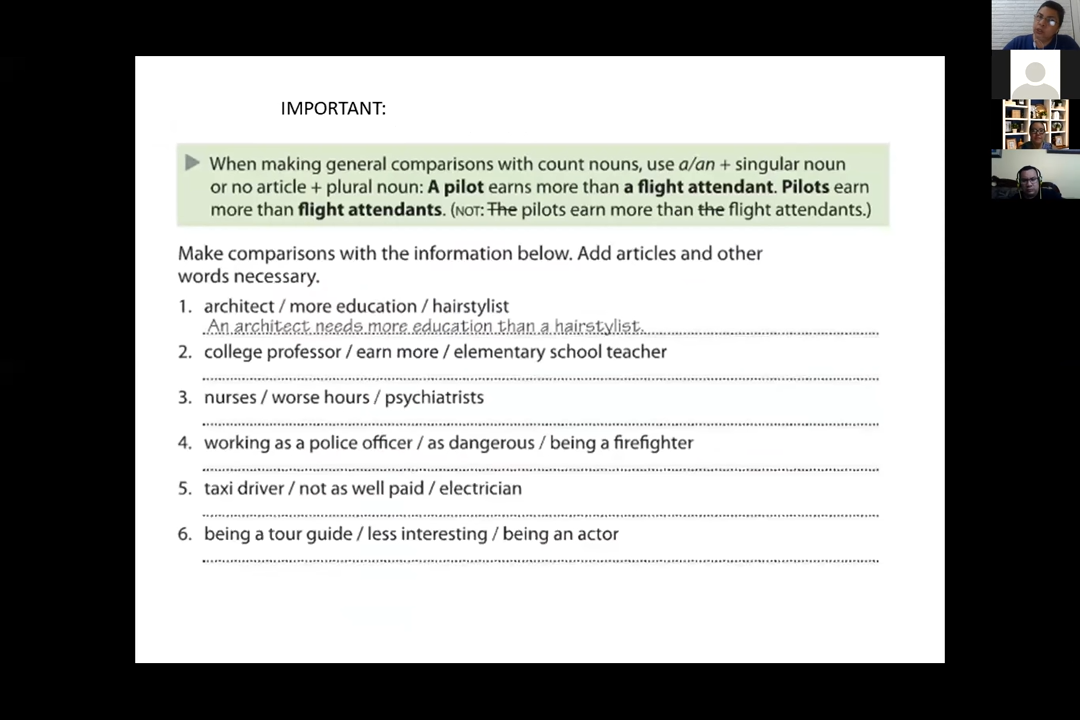 IMPORTANT:
When making general comparisons with count nouns, use a/an + singular noun
or no article + plural noun: A pilot earns more than a flight attendant. Pilots earn
more than flight attendants. (NOT: The pilots earn more than the flight attendants.)
Make comparisons with the information below. Add articles and other
words necessary.
1. architect / more education / hairstylist
An architect needs more education than a hairstylist.
2. college professor / earn more / elementary school teacher
3. nurses / worse hours / psychiatrists
4. working as a police officer / as dangerous / being a firefighter
5. taxi driver / not as well paid / electrician
6. being a tour guide / less interesting / being an actor